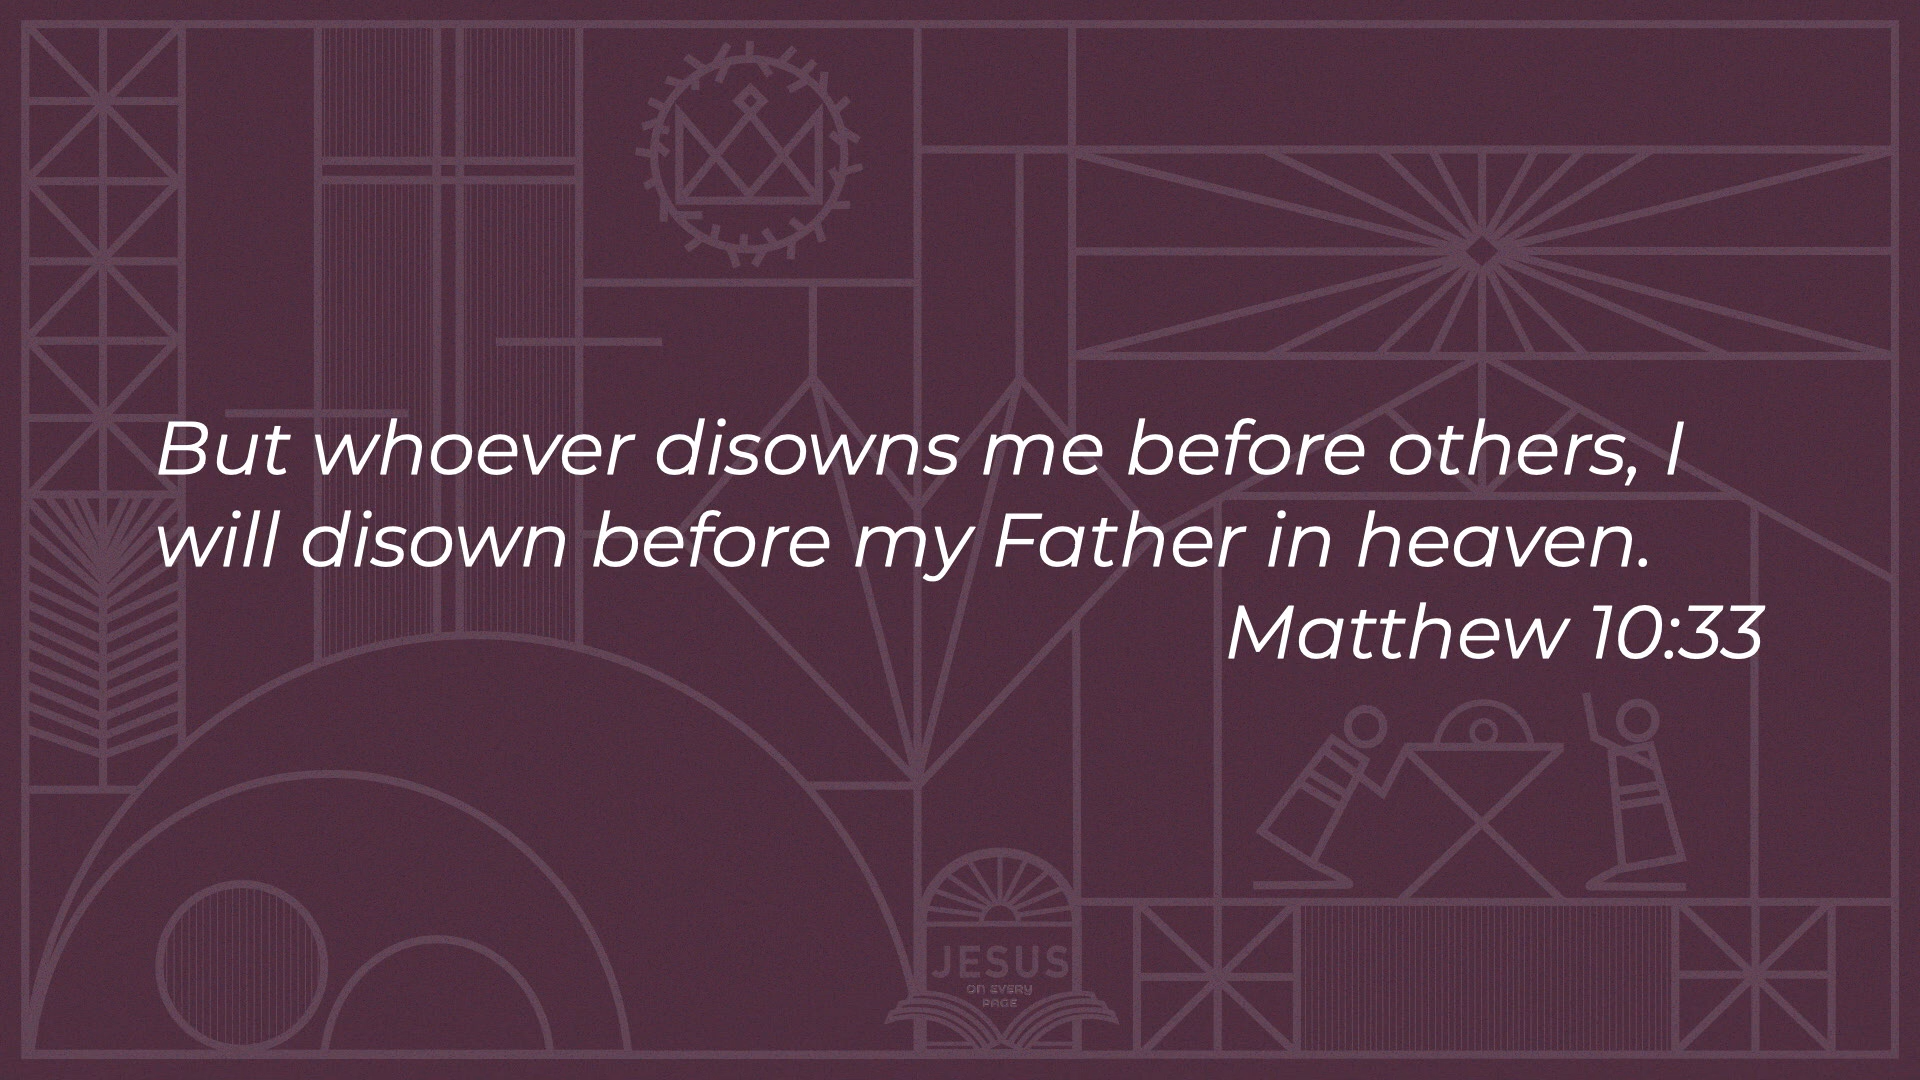 But whoever disowns me before others, I
will disown before my Father in heaven.
Matthew 10:33
JESUS
ON EVERY
PAGE